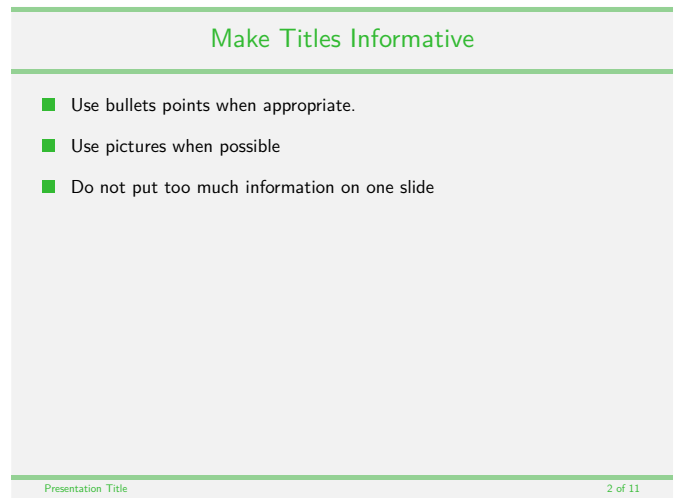 Make Titles Informative
Use bullets points when appropriate.
Use pictures when possible
Do not put too much information on one slide
Presentation Title
2 of 11